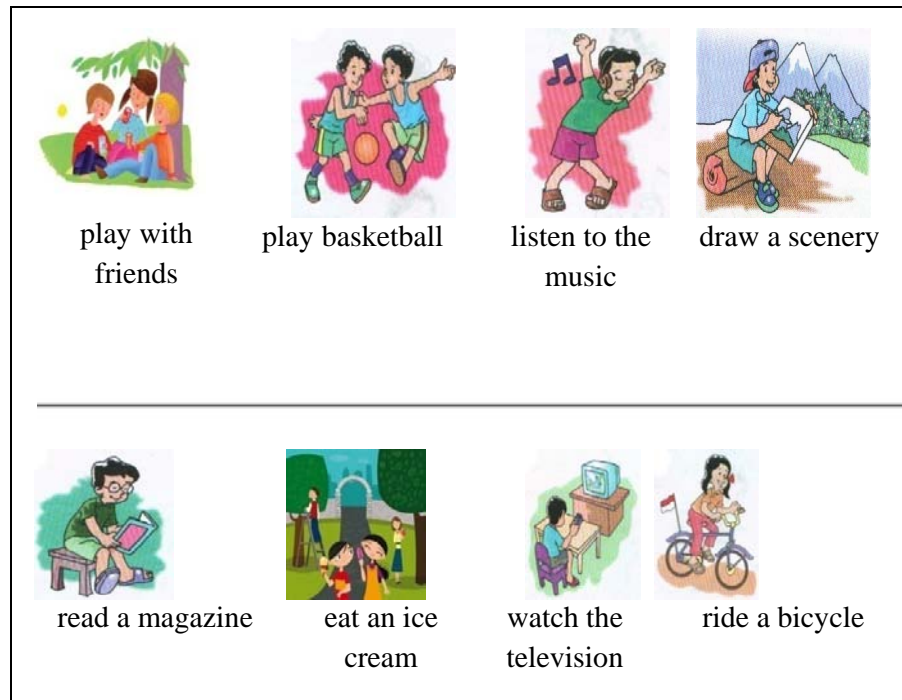 play with
friends
play basketball
listen to the
music
draw a scenery
read a magazine
eat an ice
cream
watch the
television
ride a bicycle